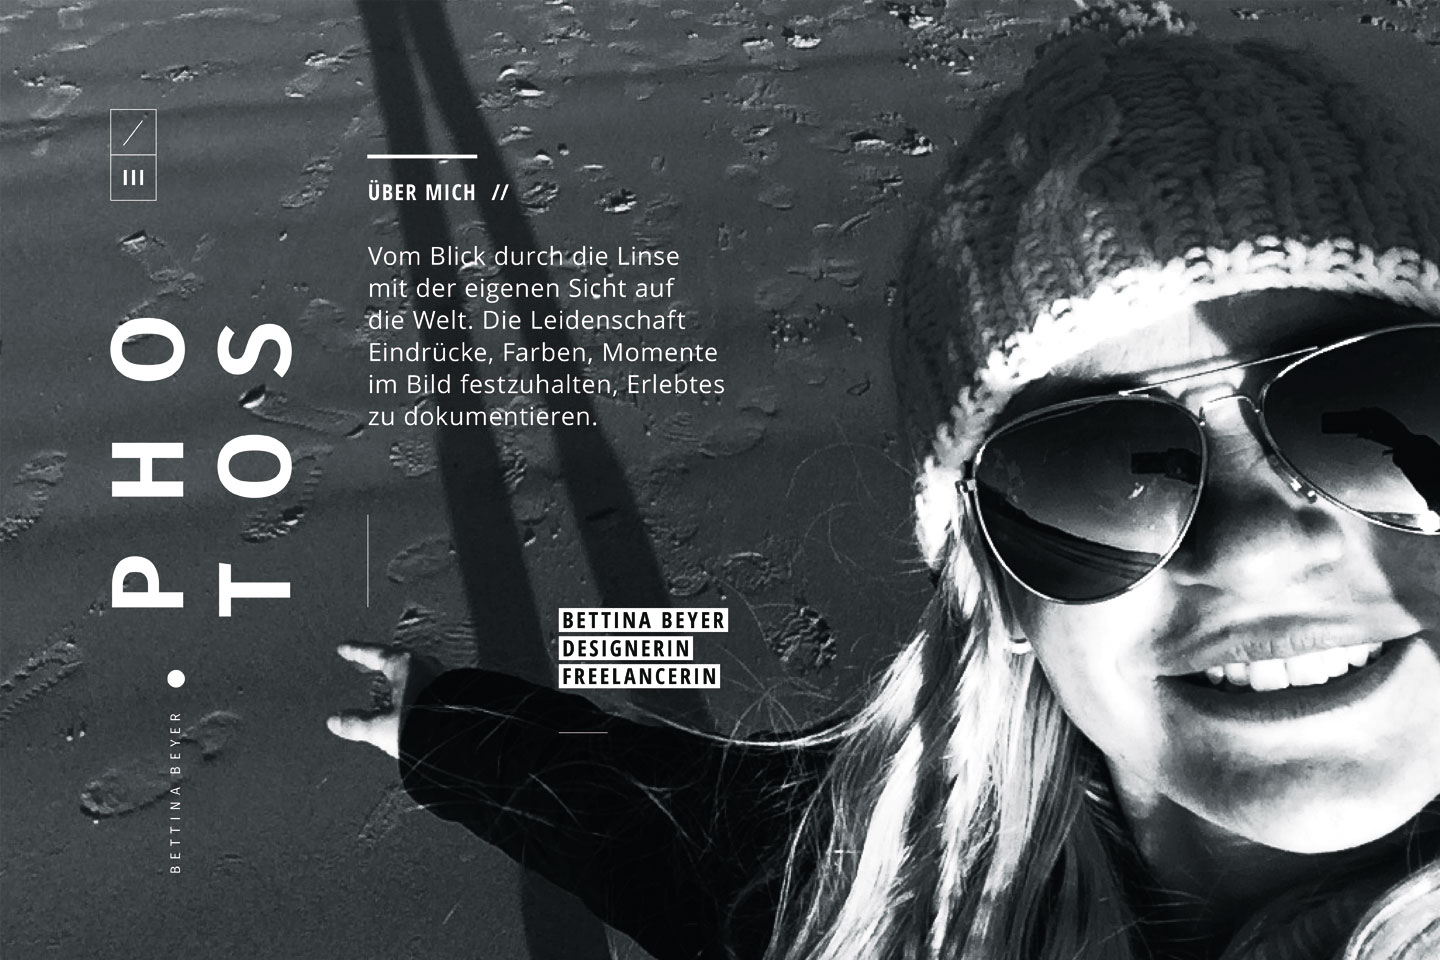 III
ÜBER MICH //
Vom Blick durch die Linse
mit der eigenen Sicht auf
die Welt. Die Leidenschaft
Eindrücke, Farben, Momente
im Bild festzuhalten, Erlebtes
zu dokumentieren.
PHO
TOS
BETTINA BEYER
BETTINA BEYER
DESIGNERIN
FREELANCERIN